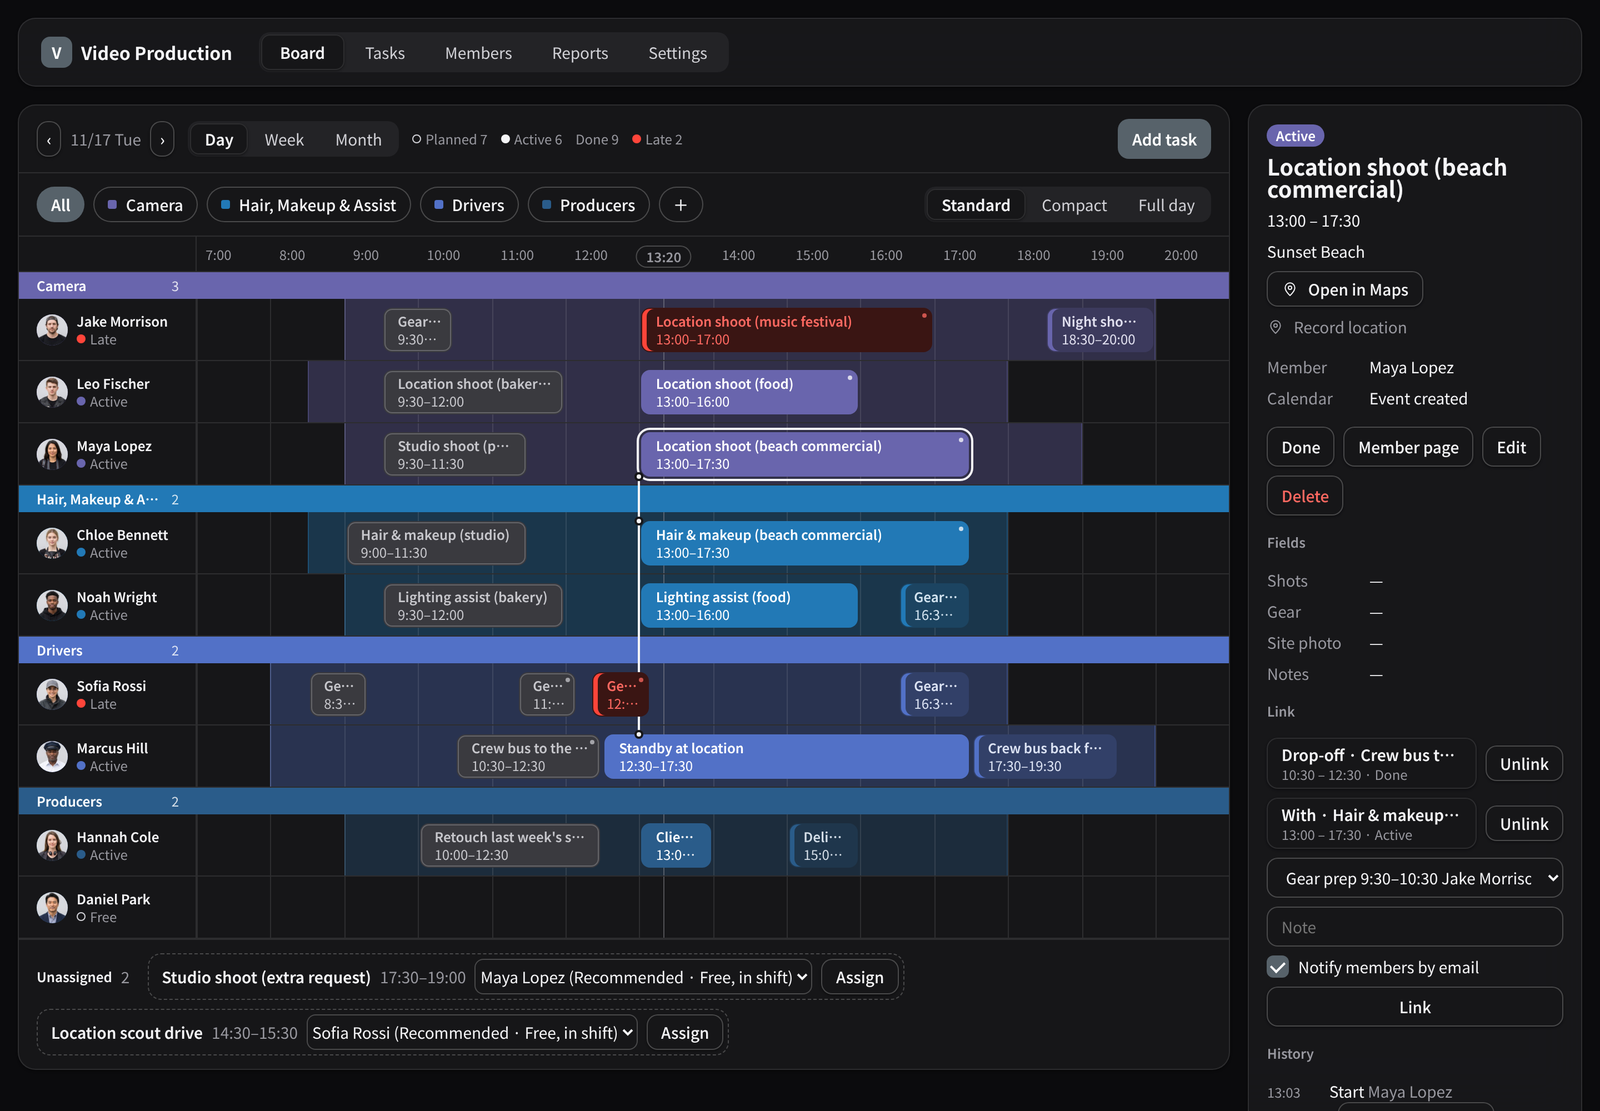 V Video Production Board Tasks Members Reports Settings
‹ 11/17 Tue › Day Week Month Planned 7 Active 6 Done 9 Late 2 Add task
All Camera Hair, Makeup & Assist Drivers Producers + Standard Compact Full day
7:00 8:00 9:00 10:00 11:00 12:00 13:20 14:00 15:00 16:00 17:00 18:00 19:00 20:00
Camera 3
Jake Morrison
Late
Gear···
9:30···
Location shoot (music festival)
13:00–17:00
Night sho···
18:30–20:00
Leo Fischer
Active
Location shoot (baker···
9:30–12:00
Location shoot (food)
13:00–16:00
Maya Lopez
Active
Studio shoot (p···
9:30–11:30
Location shoot (beach commercial)
13:00–17:30
Hair, Makeup & A··· 2
Chloe Bennett
Active
Hair & makeup (studio)
9:00–11:30
Hair & makeup (beach commercial)
13:00–17:30
Noah Wright
Active
Lighting assist (bakery)
9:30–12:00
Lighting assist (food)
13:00–16:00
Gear···
16:3···
Drivers 2
Sofia Rossi
Late
Ge···
8:3···
Ge···
11:···
Ge···
12:···
Gear···
16:3···
Marcus Hill
Active
Crew bus to the ···
10:30–12:30
Standby at location
12:30–17:30
Crew bus back f···
17:30–19:30
Producers 2
Hannah Cole
Active
Retouch last week's s···
10:00–12:30
Clie···
13:0···
Deli···
15:0···
Daniel Park
Free
Unassigned 2 Studio shoot (extra request) 17:30–19:00 Maya Lopez (Recommended · Free, in shift) Assign
Location scout drive 14:30–15:30 Sofia Rossi (Recommended · Free, in shift) Assign
Active
Location shoot (beach
commercial)
13:00 – 17:30
Sunset Beach
Open in Maps
Record location
Member Maya Lopez
Calendar Event created
Done Member page Edit
Delete
Fields
Shots —
Gear —
Site photo —
Notes —
Link
Drop-off · Crew bus t···
10:30 – 12:30 · Done
Unlink
With · Hair & makeup···
13:00 – 17:30 · Active
Unlink
Gear prep 9:30–10:30 Jake Morrisc
Note
Notify members by email
Link
History
13:03 Start Maya Lopez